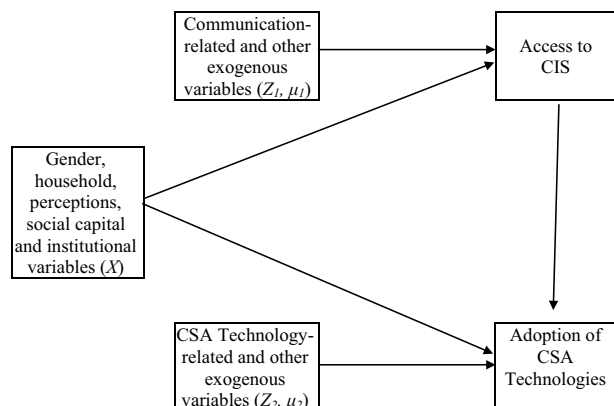 Communication-
related and other
exogenous
variables (Z1, μ1)
Access to
CIS
Gender,
household,
perceptions,
social capital
and institutional
variables (X)
CSA Technology-
related and other
exogenous
variables (Z2, μ2)
Adoption of
CSA
Technologies